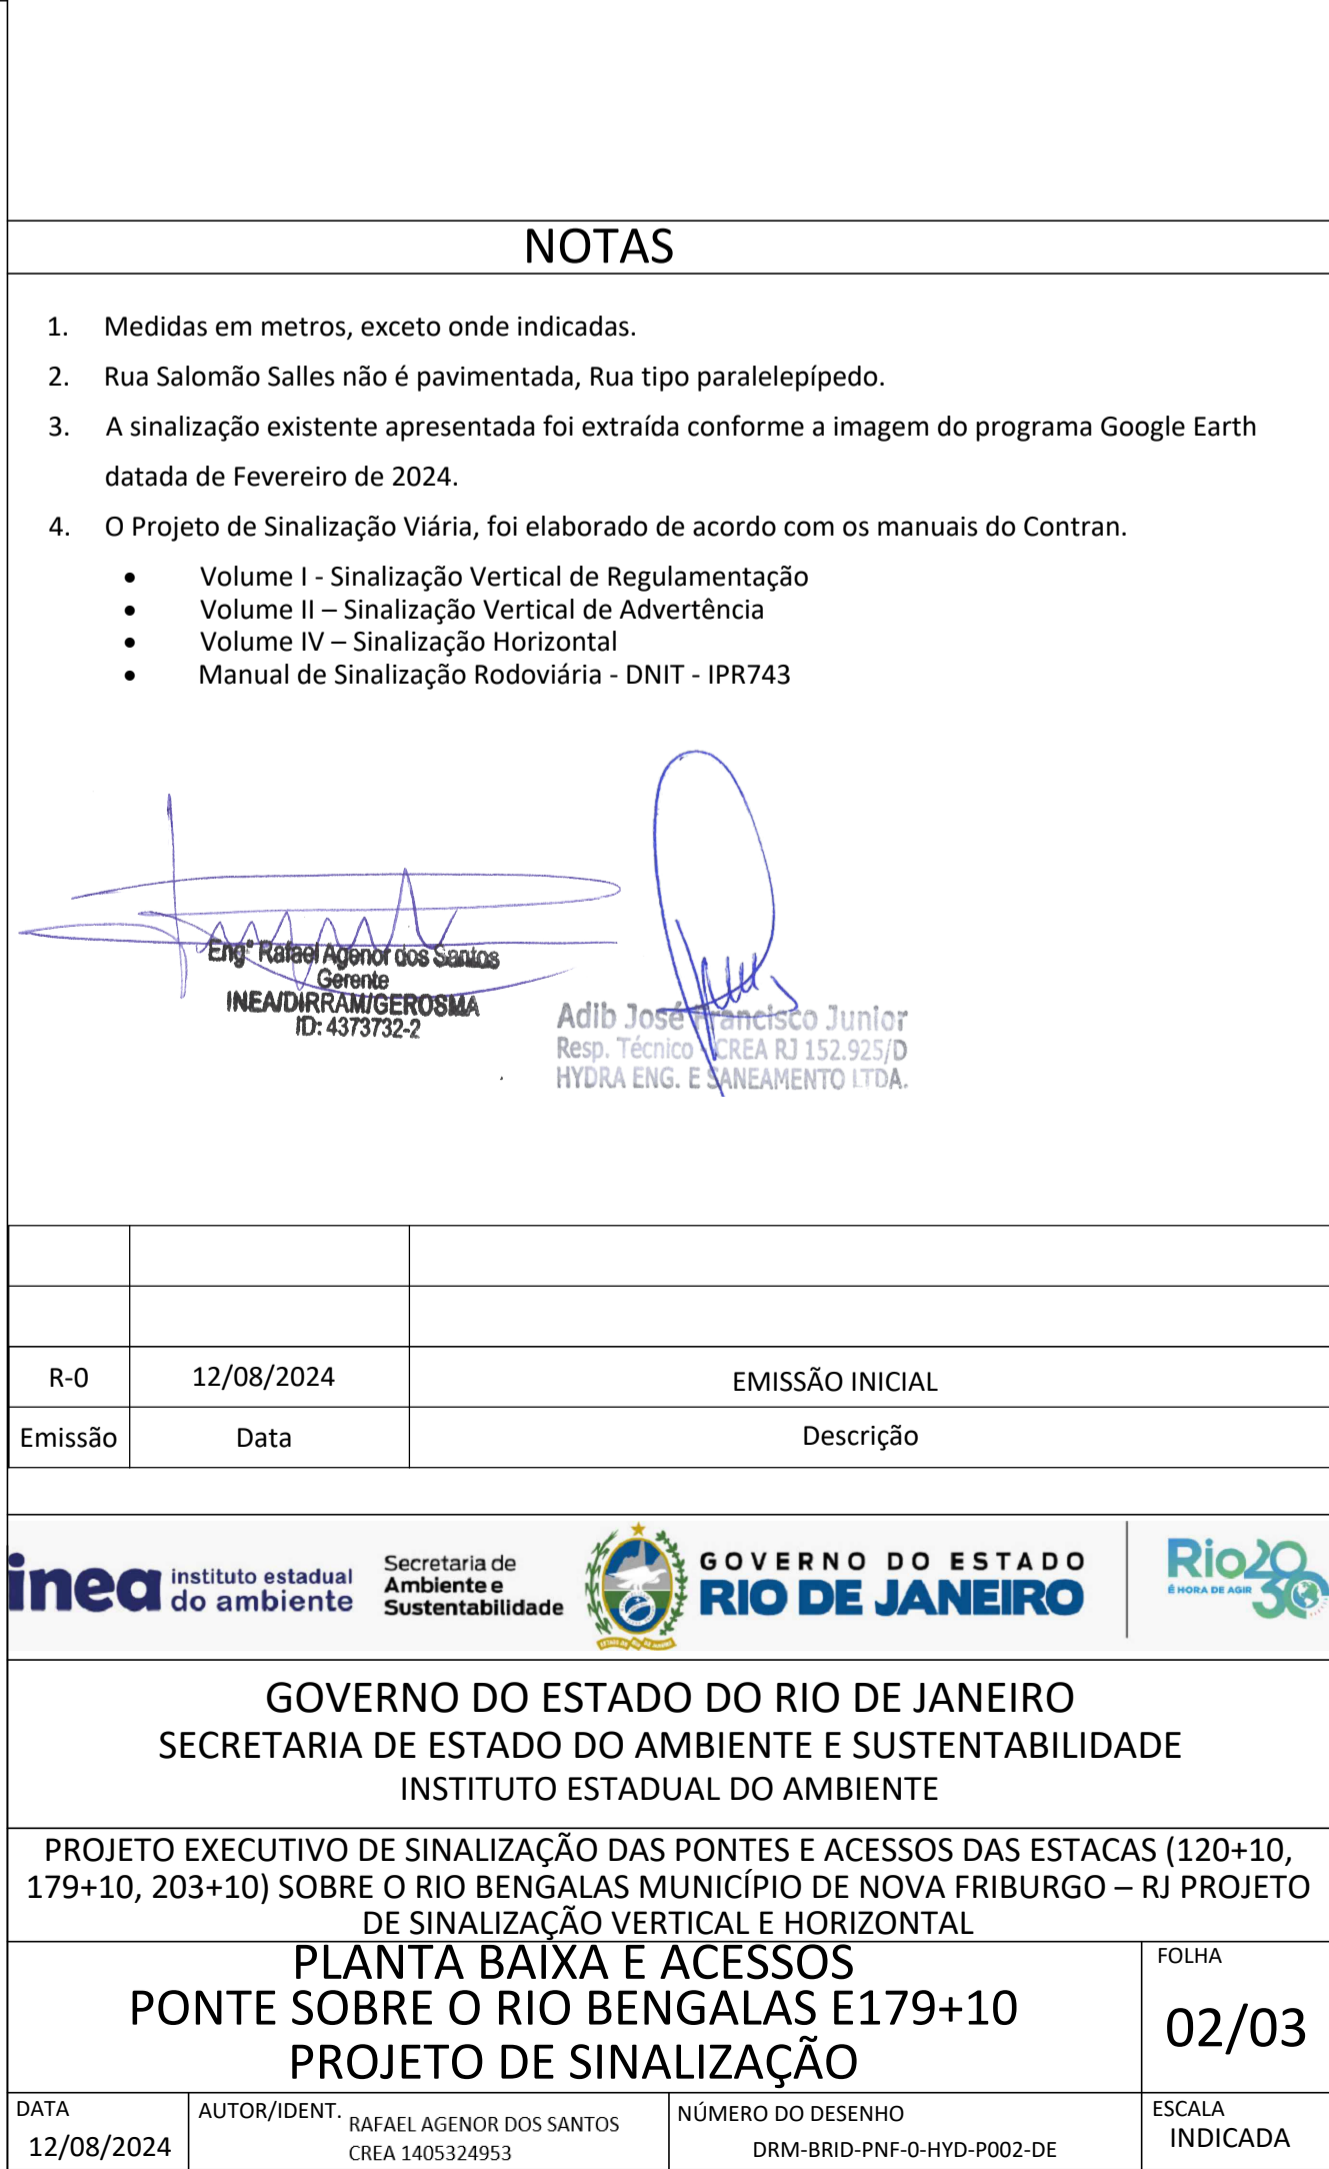 NOTAS
1. Medidas em metros, exceto onde indicadas.
2. Rua Salomão Salles não é pavimentada, Rua tipo paralelepípedo.
3. A sinalização existente apresentada foi extraída conforme a imagem do programa Google Earth
datada de Fevereiro de 2024.
4. O Projeto de Sinalização Viária, foi elaborado de acordo com os manuais do Contran.
• Volume I - Sinalização Vertical de Regulamentação
• Volume II – Sinalização Vertical de Advertência
• Volume IV – Sinalização Horizontal
• Manual de Sinalização Rodoviária - DNIT - IPR743
Engº Rafael Agenor dos Santos
Gerente
INEA/DIRRAM/GEROSMA
ID: 4373732-2
Adib José Francisco Junior
Resp. Técnico - CREA RJ 152.925/D
HYDRA ENG. E SANEAMENTO LTDA.
R-0 12/08/2024 EMISSÃO INICIAL
Emissão Data Descrição
inea instituto estadual do ambiente
Secretaria de
Ambiente e
Sustentabilidade
GOVERNO DO ESTADO
RIO DE JANEIRO
Rio2030
É HORA DE AGIR
GOVERNO DO ESTADO DO RIO DE JANEIRO
SECRETARIA DE ESTADO DO AMBIENTE E SUSTENTABILIDADE
INSTITUTO ESTADUAL DO AMBIENTE
PROJETO EXECUTIVO DE SINALIZAÇÃO DAS PONTES E ACESSOS DAS ESTACAS (120+10,
179+10, 203+10) SOBRE O RIO BENGALAS MUNICÍPIO DE NOVA FRIBURGO – RJ PROJETO
DE SINALIZAÇÃO VERTICAL E HORIZONTAL
PLANTA BAIXA E ACESSOS
PONTE SOBRE O RIO BENGALAS E179+10
PROJETO DE SINALIZAÇÃO
FOLHA
02/03
DATA
12/08/2024
AUTOR/IDENT.
RAFAEL AGENOR DOS SANTOS
CREA 1405324953
NÚMERO DO DESENHO
DRM-BRID-PNF-0-HYD-P002-DE
ESCALA
INDICADA